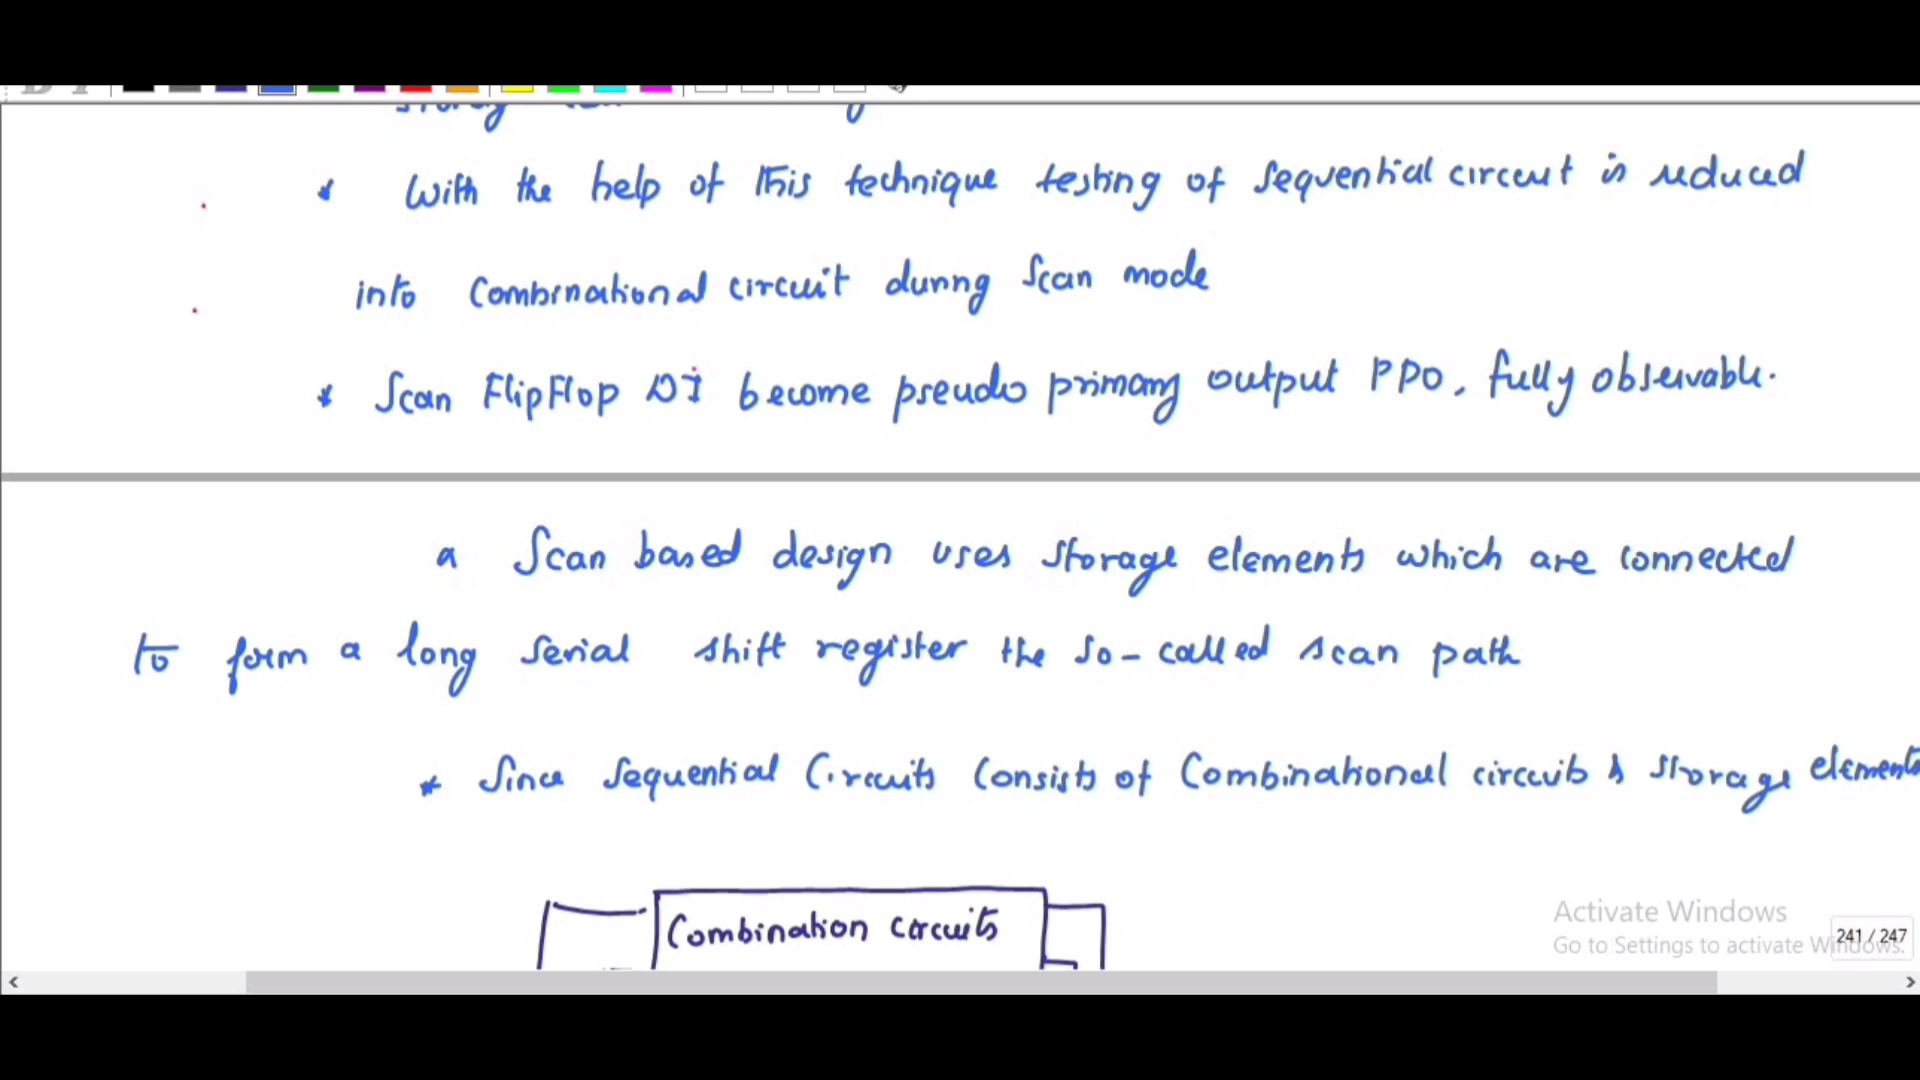 * With the help of this technique testing of sequential circuit is reduced
into combinational circuit during scan mode
* Scan FlipFlop DI become pseudo primary output PPO, fully observable.
a Scan based design uses storage elements which are connected
to form a long serial shift register the so-called scan path
* Since sequential Circuits Consists of Combinational circuits & storage elements
Combination circuits
Activate Windows
Go to Settings to activate Windows.
241 / 247